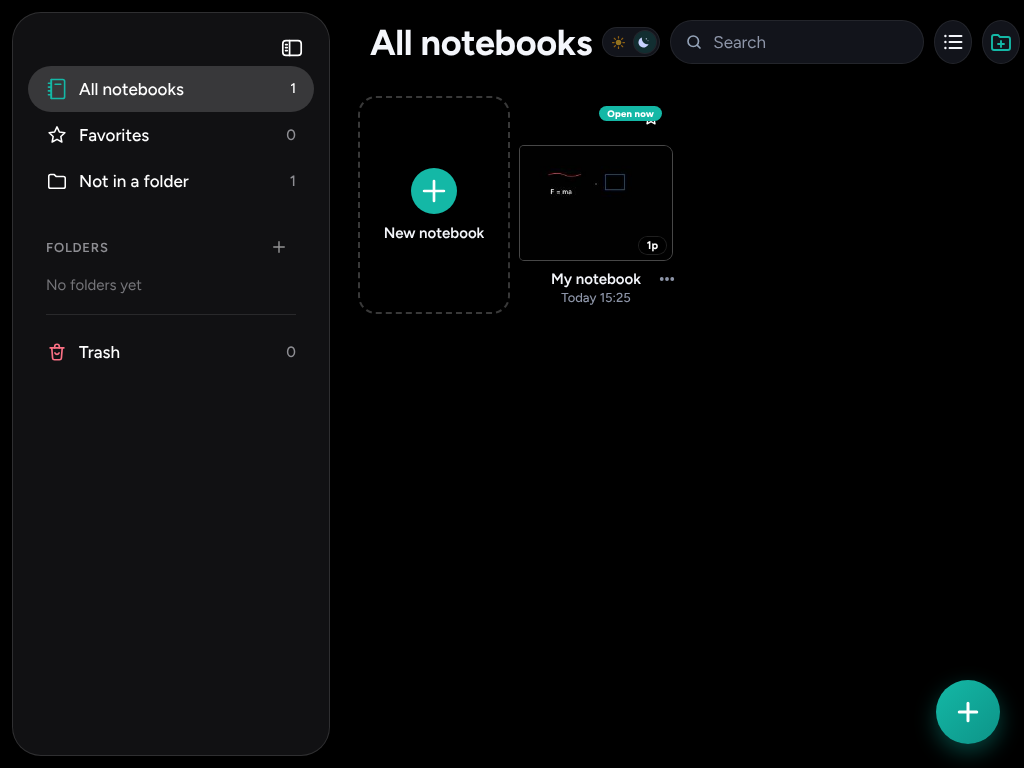 All notebooks
1
Favorites
0
Not in a folder
1
FOLDERS
No folders yet
Trash
0
All notebooks
Search
New notebook
Open now
F = ma
1p
My notebook
Today 15:25